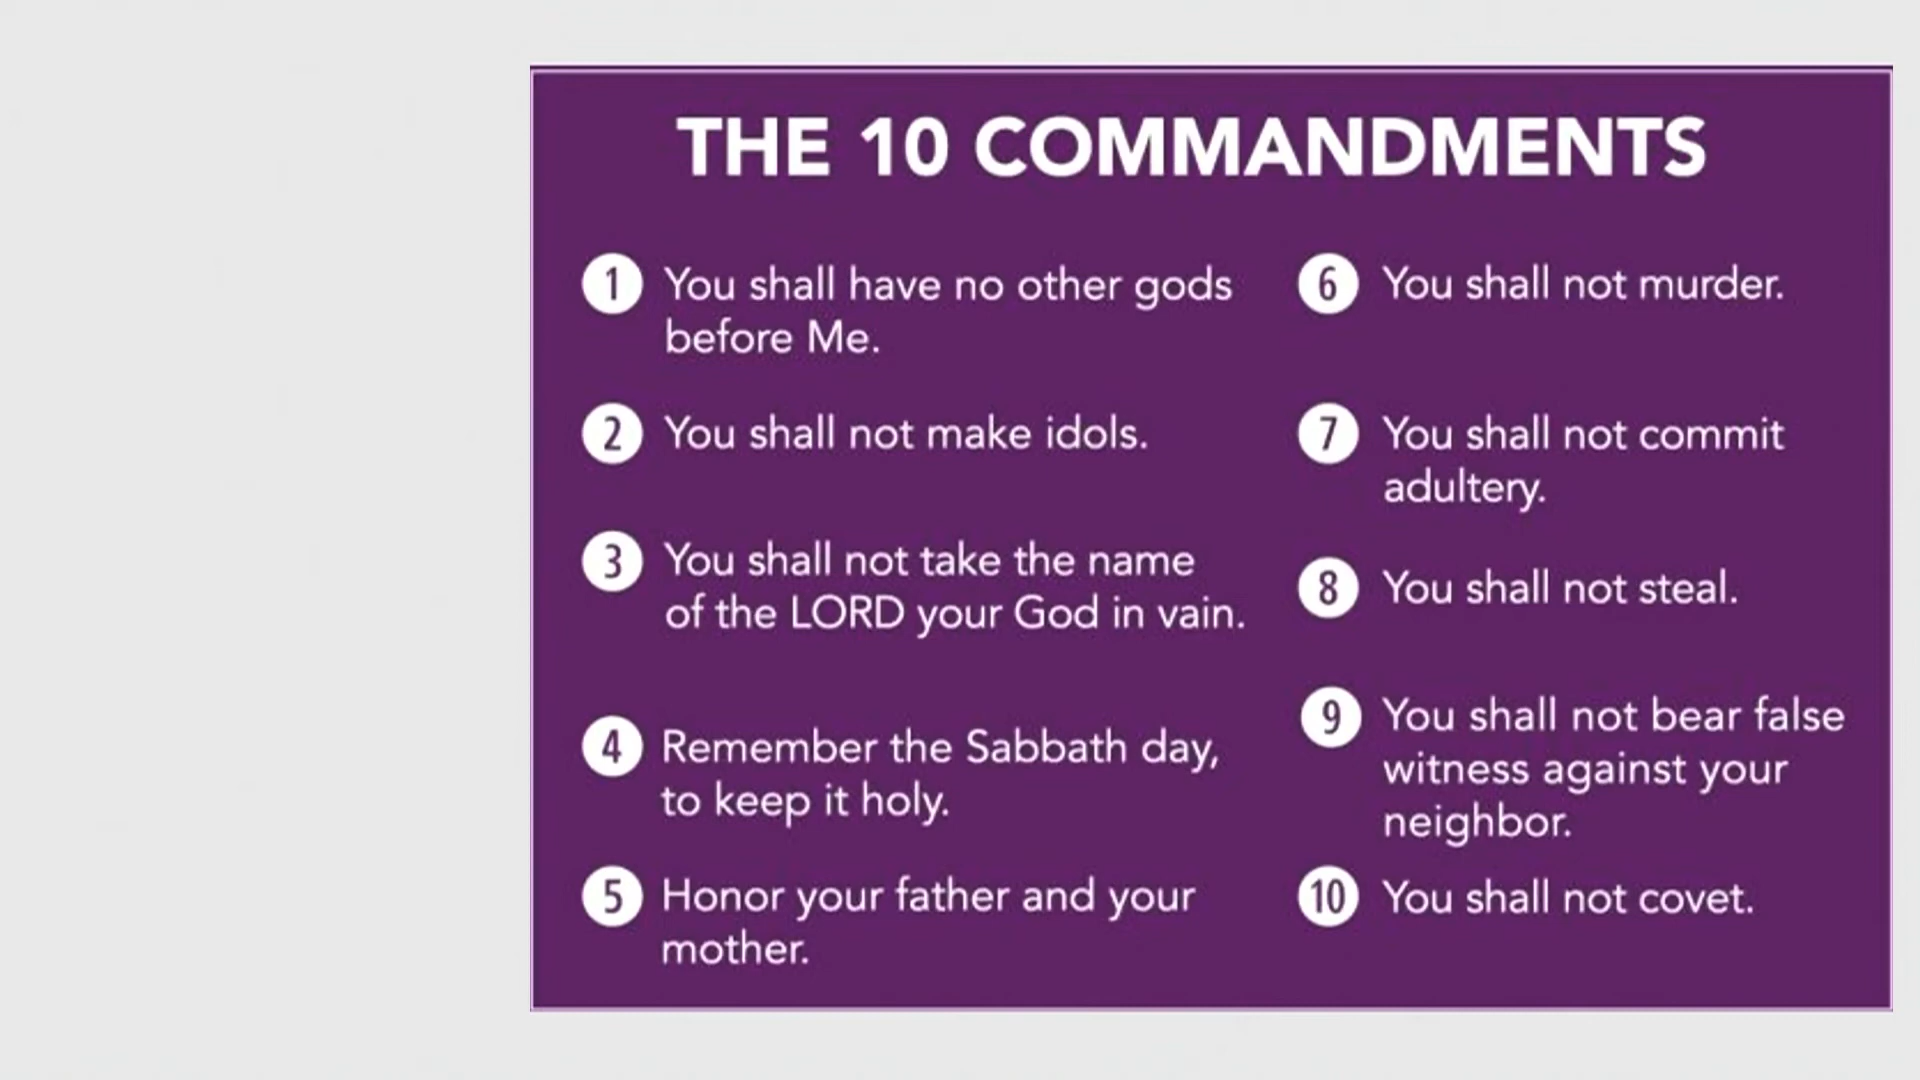 THE 10 COMMANDMENTS
1 You shall have no other gods
before Me.
2 You shall not make idols.
3 You shall not take the name
of the LORD your God in vain.
4 Remember the Sabbath day,
to keep it holy.
5 Honor your father and your
mother.
6 You shall not murder.
7 You shall not commit
adultery.
8 You shall not steal.
9 You shall not bear false
witness against your
neighbor.
10 You shall not covet.